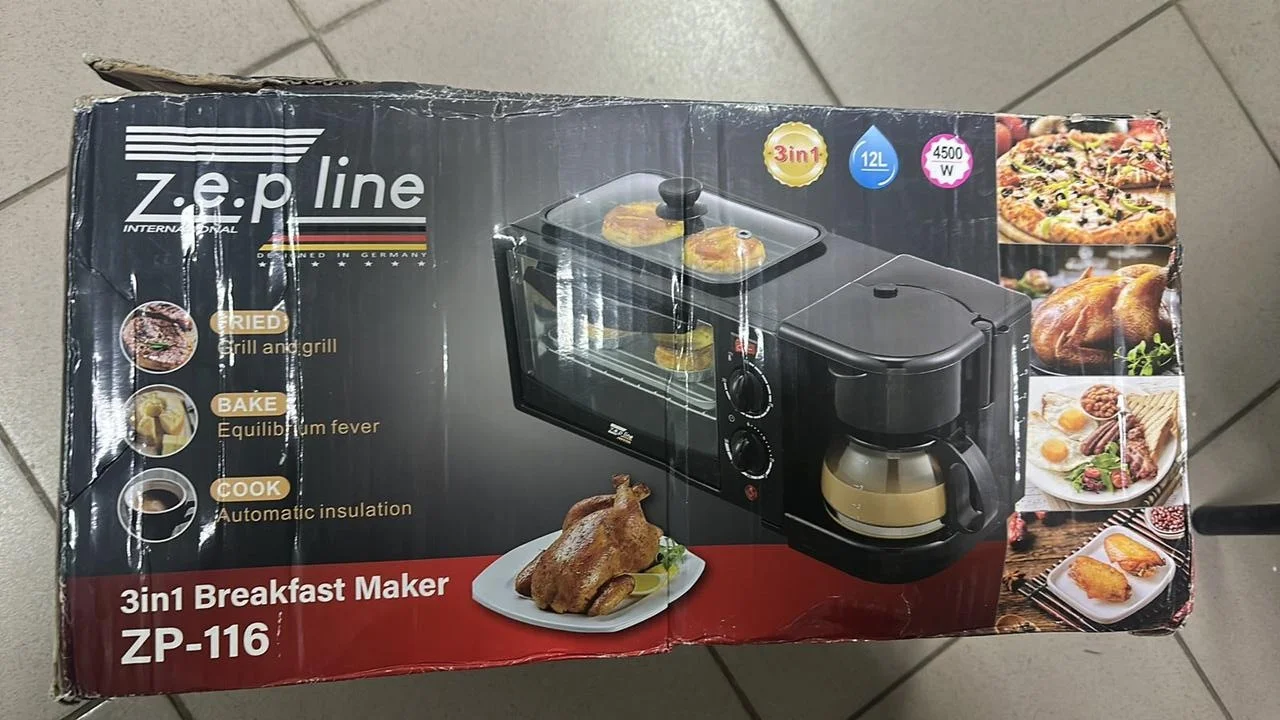 z.e.p line
INTERNATIONAL
DESIGNED IN GERMANY
3in1
12L
4500
W
FRIED
Grill and grill
BAKE
Equilibrium fever
COOK
Automatic insulation
z.e.p line
3in1 Breakfast Maker
ZP-116